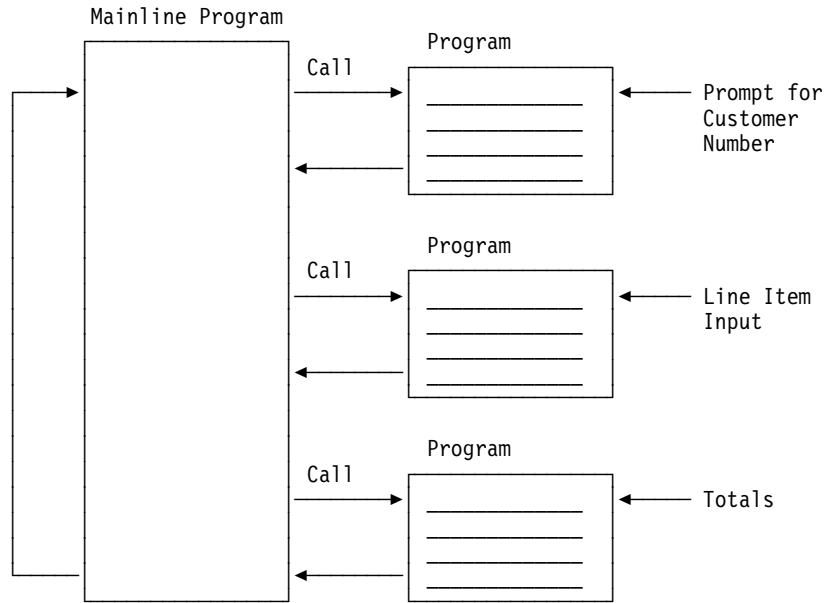 Mainline Program
Program
Call
Prompt for
Customer
Number
Program
Call
Line Item
Input
Program
Call
Totals